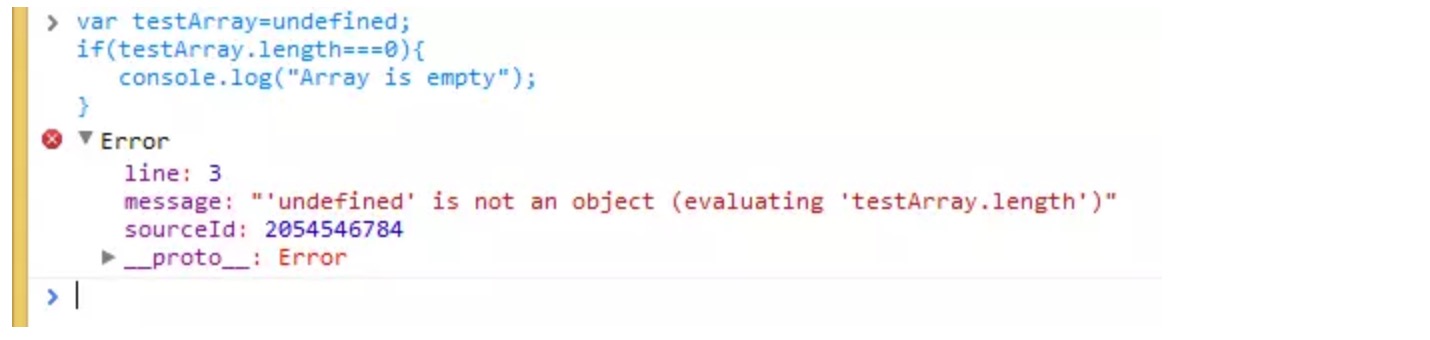 > var testArray=undefined;
if(testArray.length===0){
console.log("Array is empty");
}
▼ Error
line: 3
message: "'undefined' is not an object (evaluating 'testArray.length')"
sourceId: 2054546784
▶ __proto__: Error
>